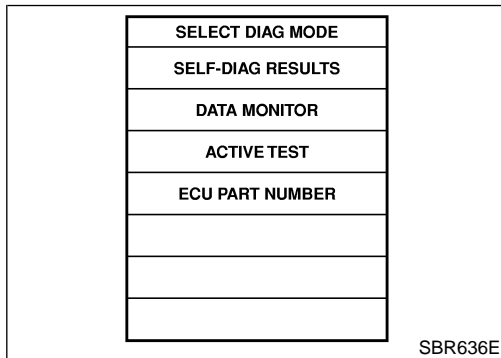 SELECT DIAG MODE
SELF-DIAG RESULTS
DATA MONITOR
ACTIVE TEST
ECU PART NUMBER
SBR636E